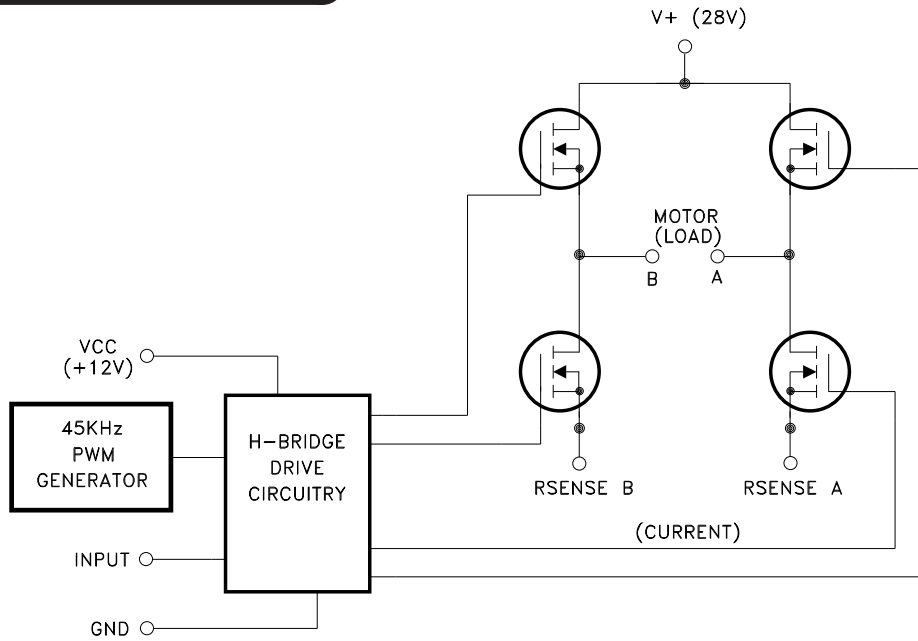 V+ (28V)
MOTOR
(LOAD)
B
A
VCC
(+12V)
45KHz
PWM
GENERATOR
H-BRIDGE
DRIVE
CIRCUITRY
RSENSE B
RSENSE A
(CURRENT)
INPUT
GND